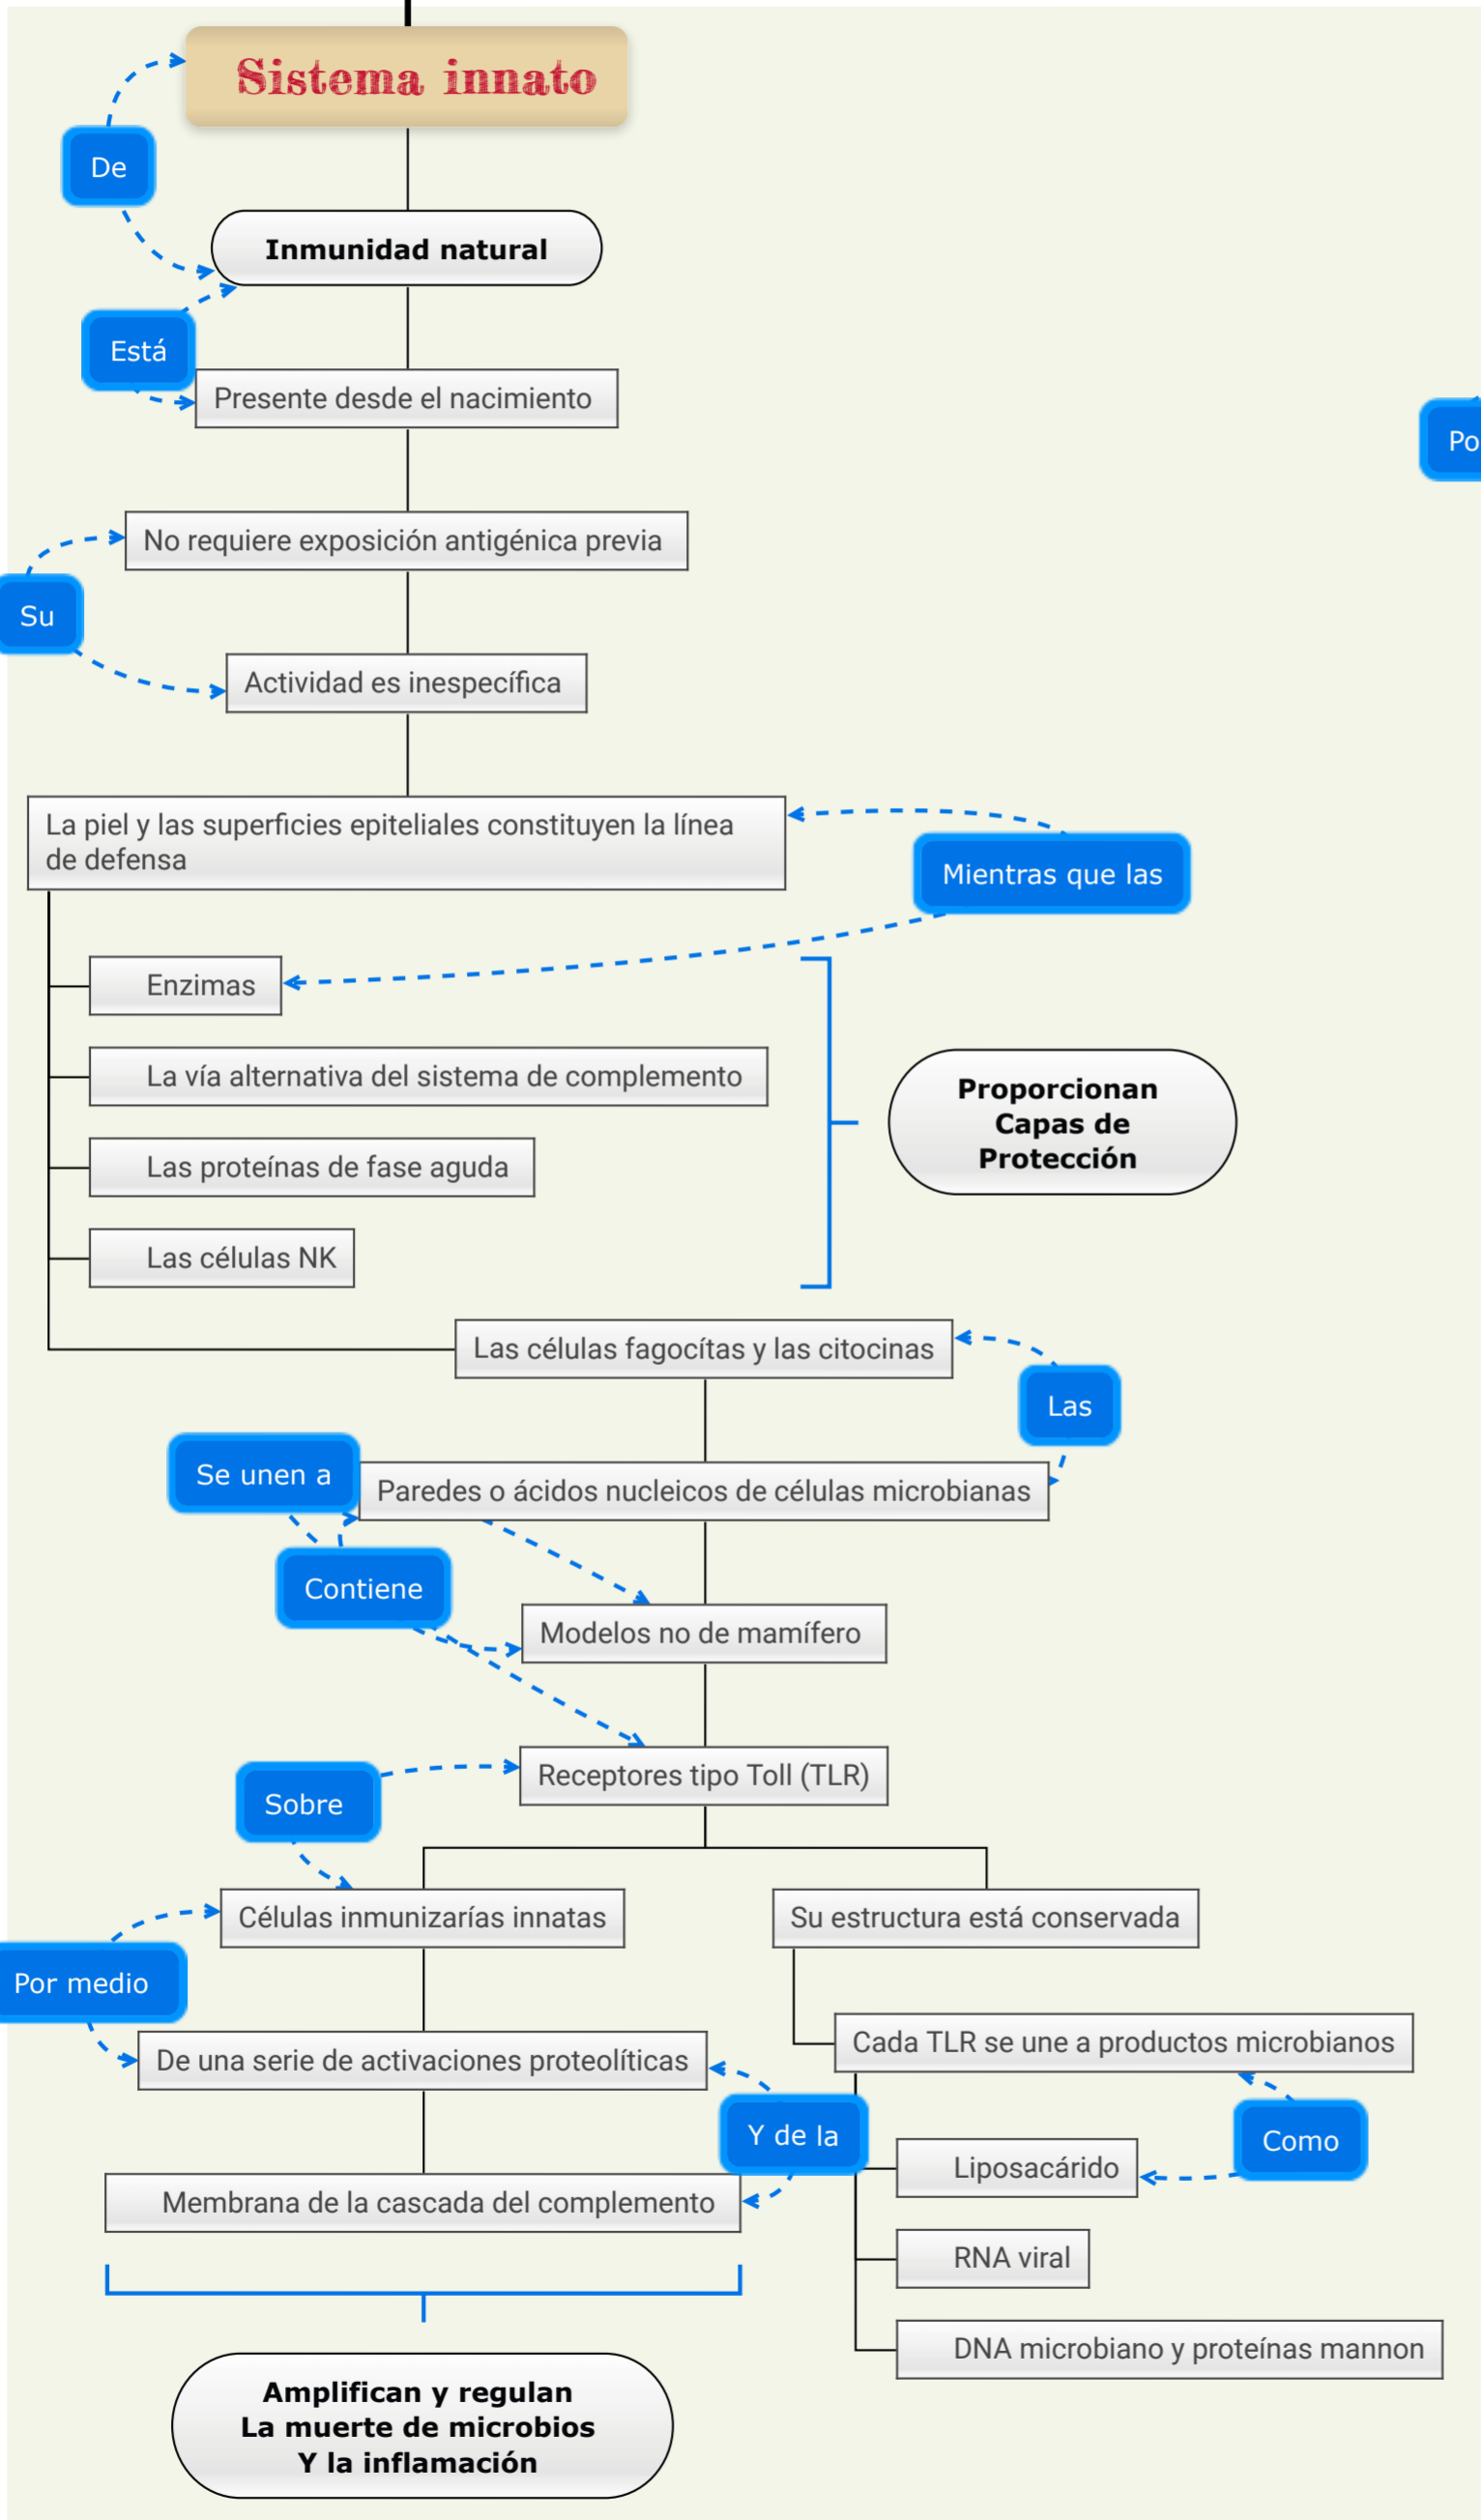 Sistema innato
De
Inmunidad natural
Está
Presente desde el nacimiento
Po
No requiere exposición antigénica previa
Su
Actividad es inespecífica
La piel y las superficies epiteliales constituyen la línea
de defensa
Mientras que las
Enzimas
La vía alternativa del sistema de complemento
Proporcionan
Capas de
Protección
Las proteínas de fase aguda
Las células NK
Las células fagocítas y las citocinas
Las
Se unen a
Paredes o ácidos nucleicos de células microbianas
Contiene
Modelos no de mamífero
Receptores tipo Toll (TLR)
Sobre
Células inmunizarías innatas
Su estructura está conservada
Por medio
Cada TLR se une a productos microbianos
De una serie de activaciones proteolíticas
Y de la
Como
Liposacárido
Membrana de la cascada del complemento
RNA viral
DNA microbiano y proteínas mannon
Amplifican y regulan
La muerte de microbios
Y la inflamación